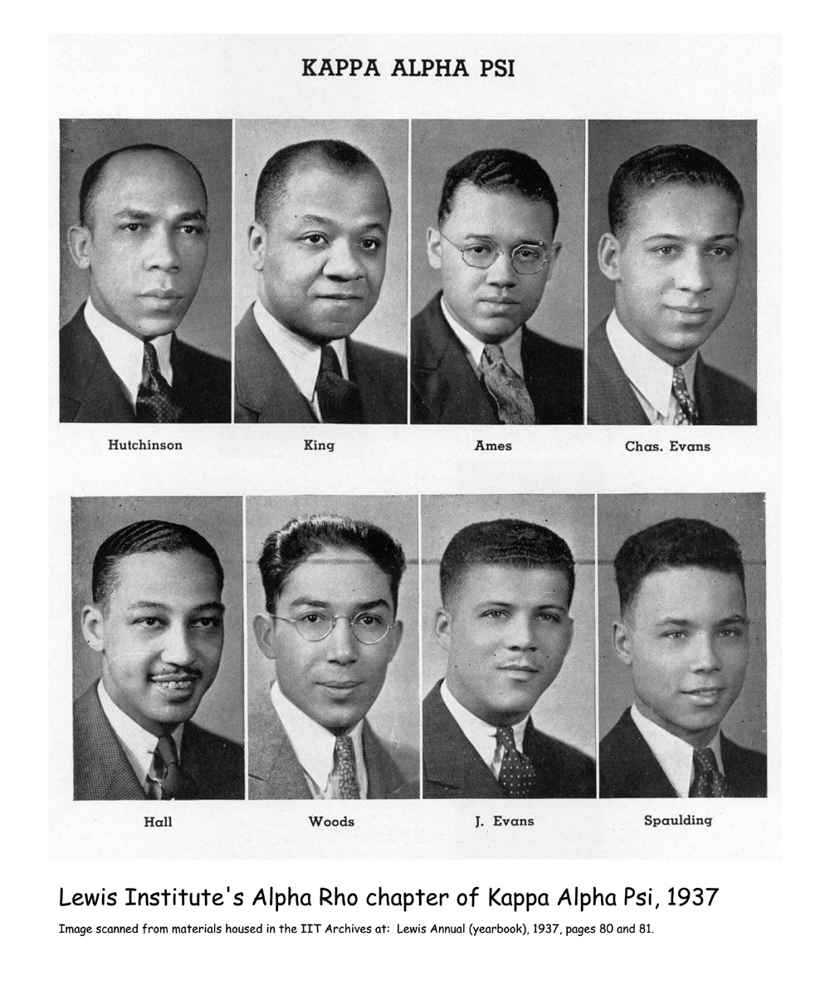 KAPPA ALPHA PSI
Hutchinson King Ames Chas. Evans
Hall Woods J. Evans Spaulding
Lewis Institute's Alpha Rho chapter of Kappa Alpha Psi, 1937
Image scanned from materials housed in the IIT Archives at: Lewis Annual (yearbook), 1937, pages 80 and 81.